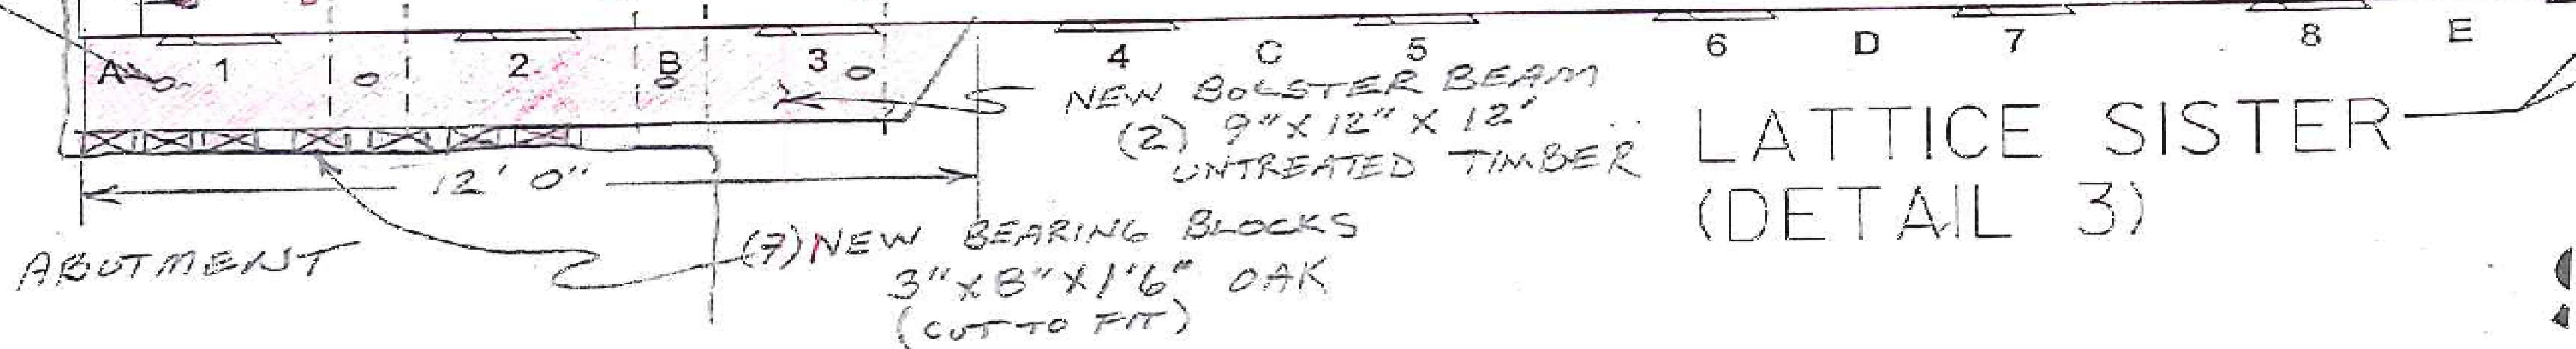 A 1 2 B 3 4 C 5 6 D 7 8 E
NEW BOLSTER BEAM
(2) 9" X 12" X 12'
UNTREATED TIMBER
LATTICE SISTER
(DETAIL 3)
12' 0"
ABUTMENT
(7) NEW BEARING BLOCKS
3" X 8" X 1'6" OAK
(CUT TO FIT)